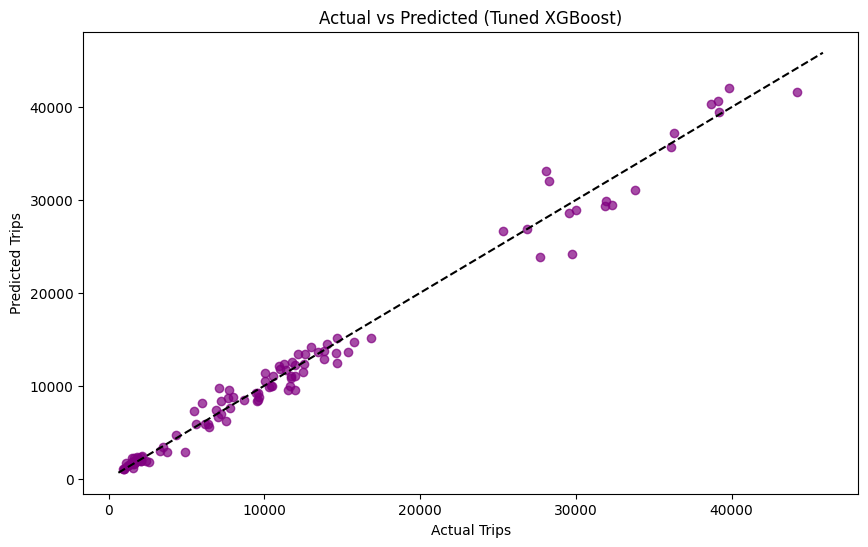 Actual vs Predicted (Tuned XGBoost)
Predicted Trips
40000
30000
20000
10000
0
0 10000 20000 30000 40000
Actual Trips